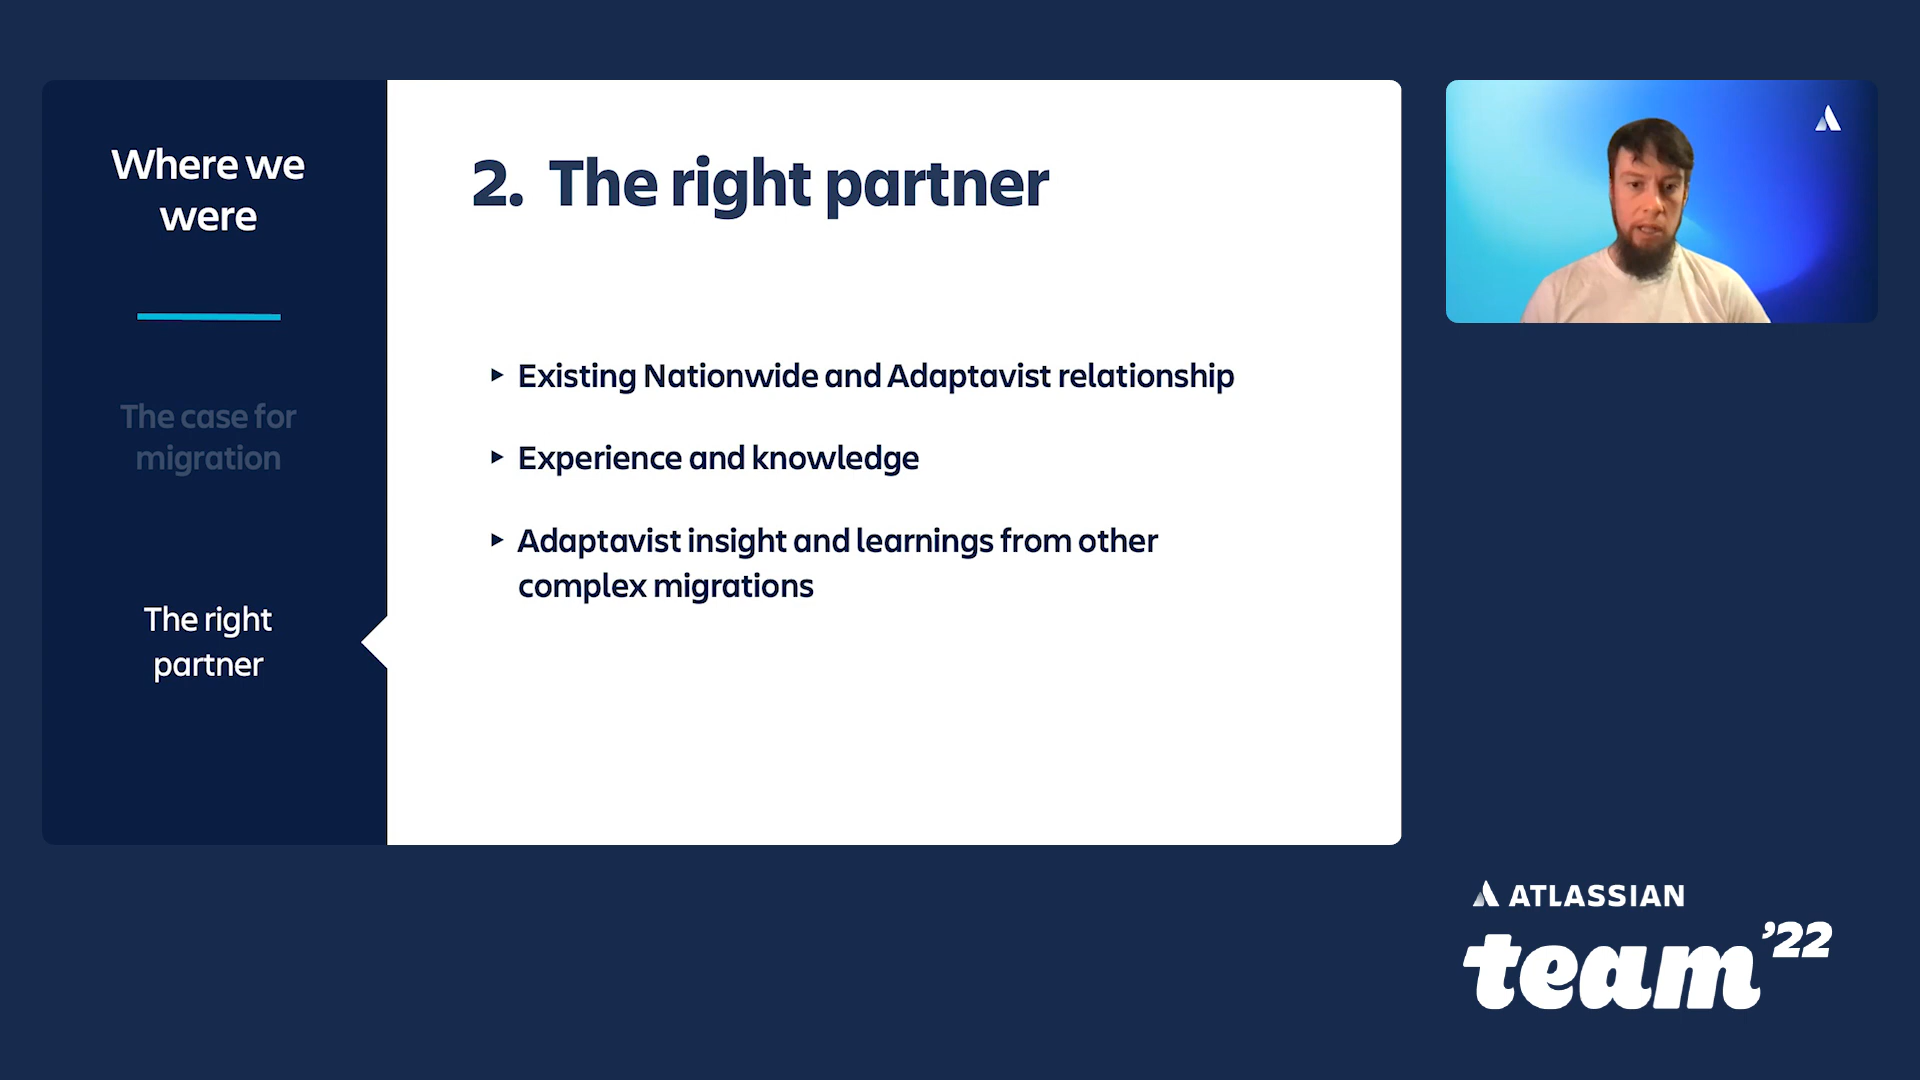 Where we
were
The case for
migration
The right
partner
2. The right partner
▸ Existing Nationwide and Adaptavist relationship
▸ Experience and knowledge
▸ Adaptavist insight and learnings from other
complex migrations
ATLASSIAN
team '22